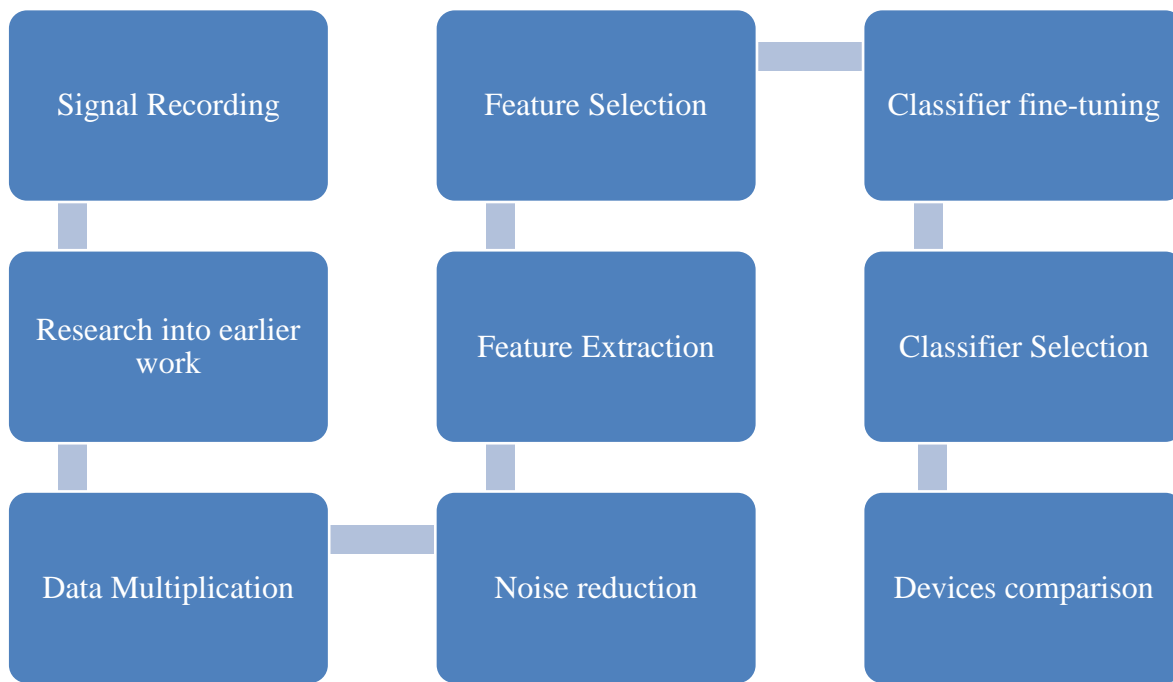 Signal Recording
Research into earlier
work
Data Multiplication
Noise reduction
Feature Extraction
Feature Selection
Classifier fine-tuning
Classifier Selection
Devices comparison